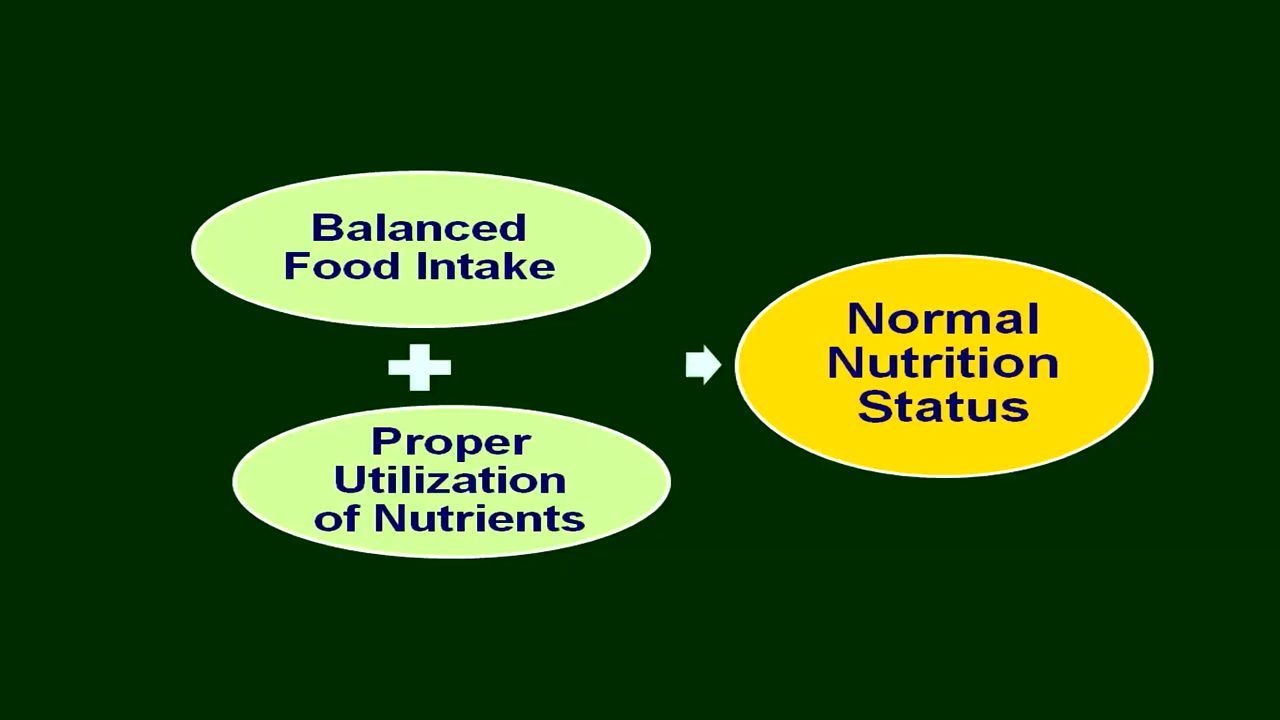 Balanced
Food Intake
Proper
Utilization
of Nutrients
Normal
Nutrition
Status